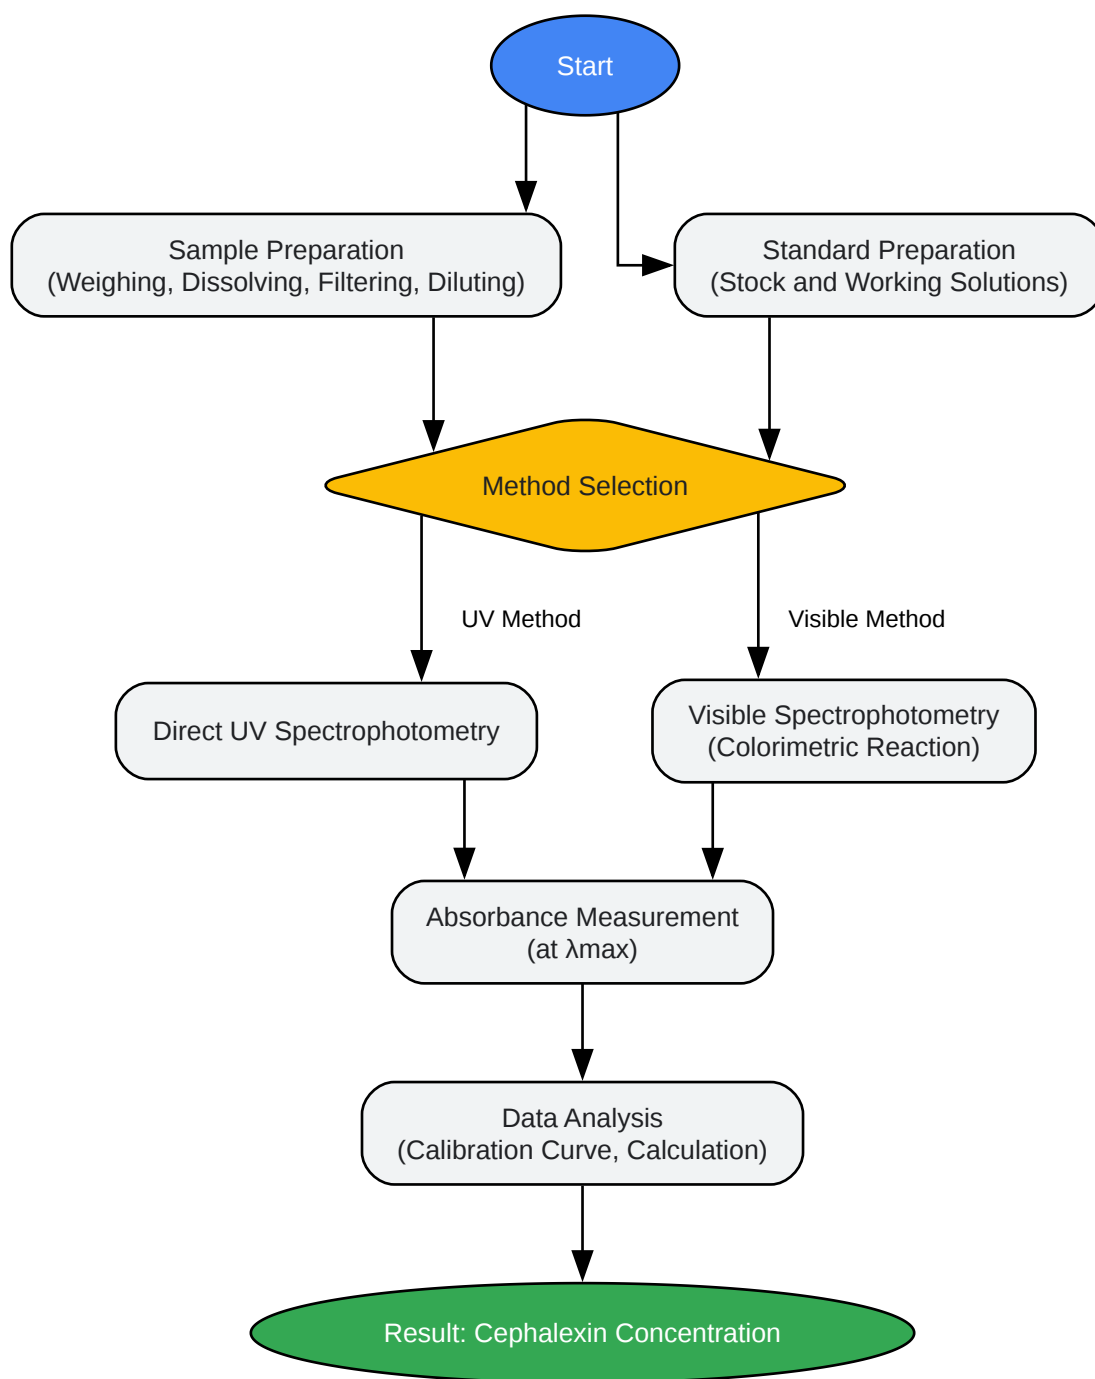 Start
Sample Preparation
(Weighing, Dissolving, Filtering, Diluting)
Standard Preparation
(Stock and Working Solutions)
Method Selection
UV Method
Visible Method
Direct UV Spectrophotometry
Visible Spectrophotometry
(Colorimetric Reaction)
Absorbance Measurement
(at λmax)
Data Analysis
(Calibration Curve, Calculation)
Result: Cephalexin Concentration